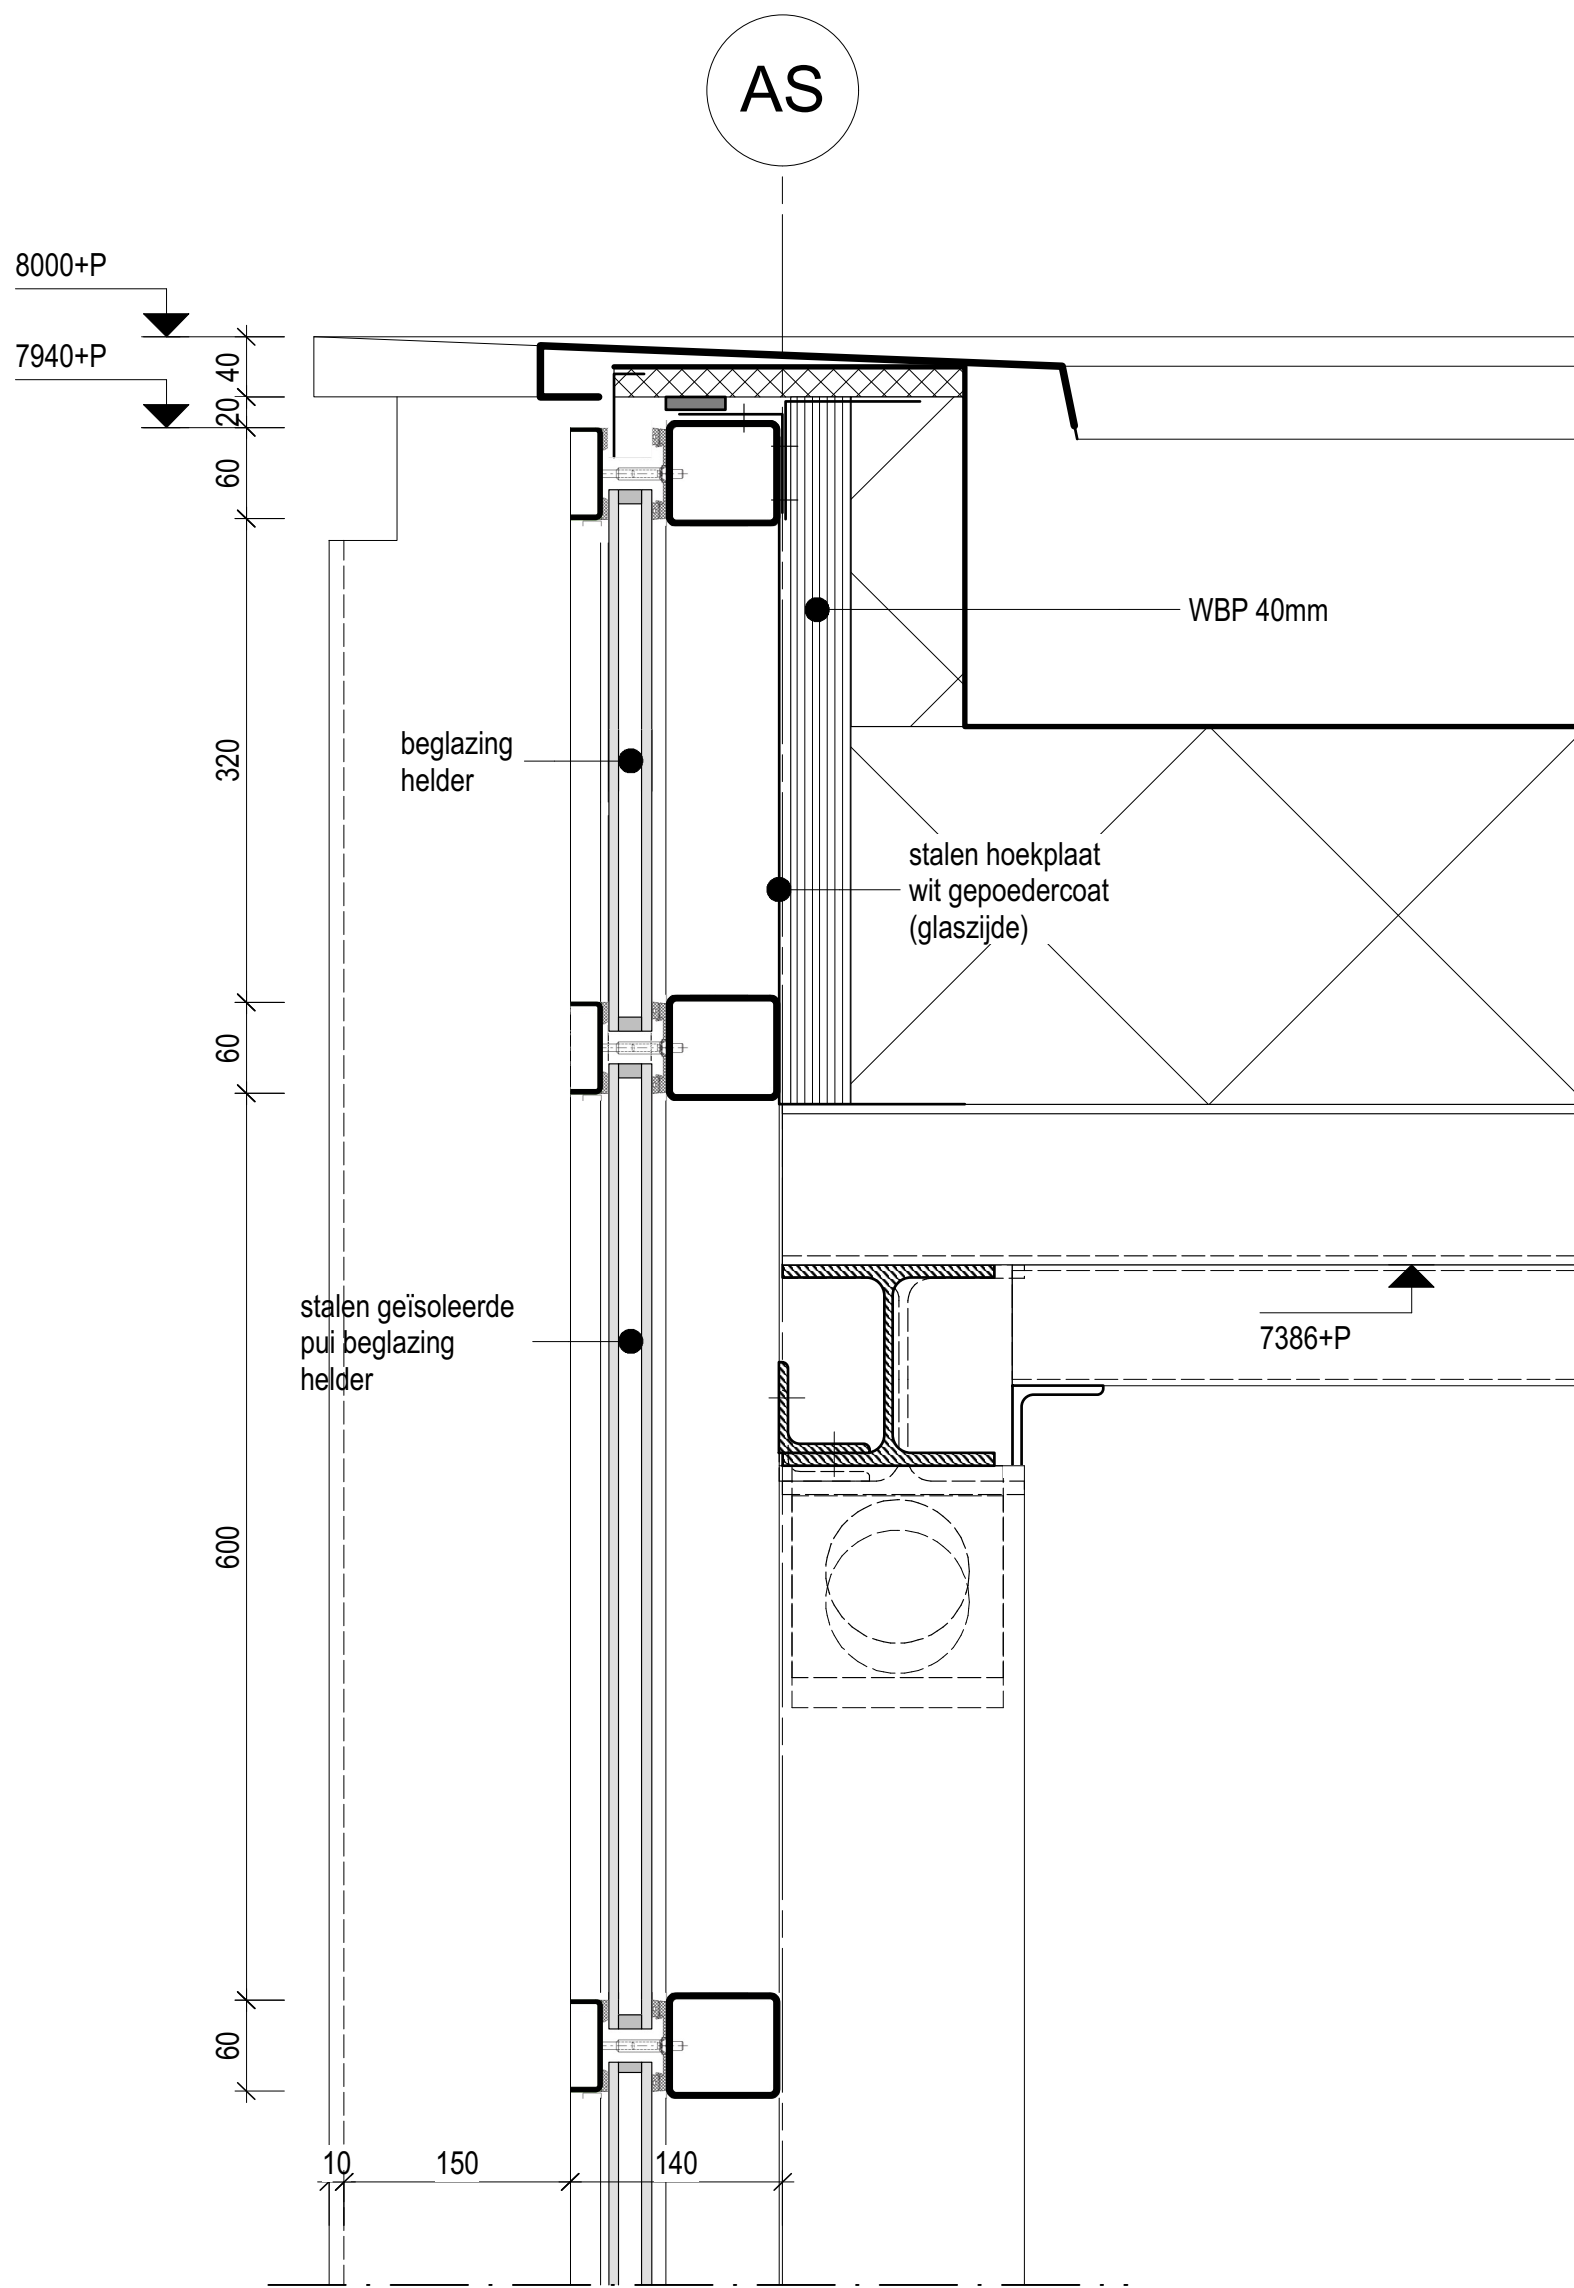 AS
8000+P
7940+P
40
20
60
320
60
600
60
WBP 40mm
beglazing
helder
stalen hoekplaat
wit gepoedercoat
(glaszijde)
stalen geïsoleerde
pui beglazing
helder
7386+P
10
150
140